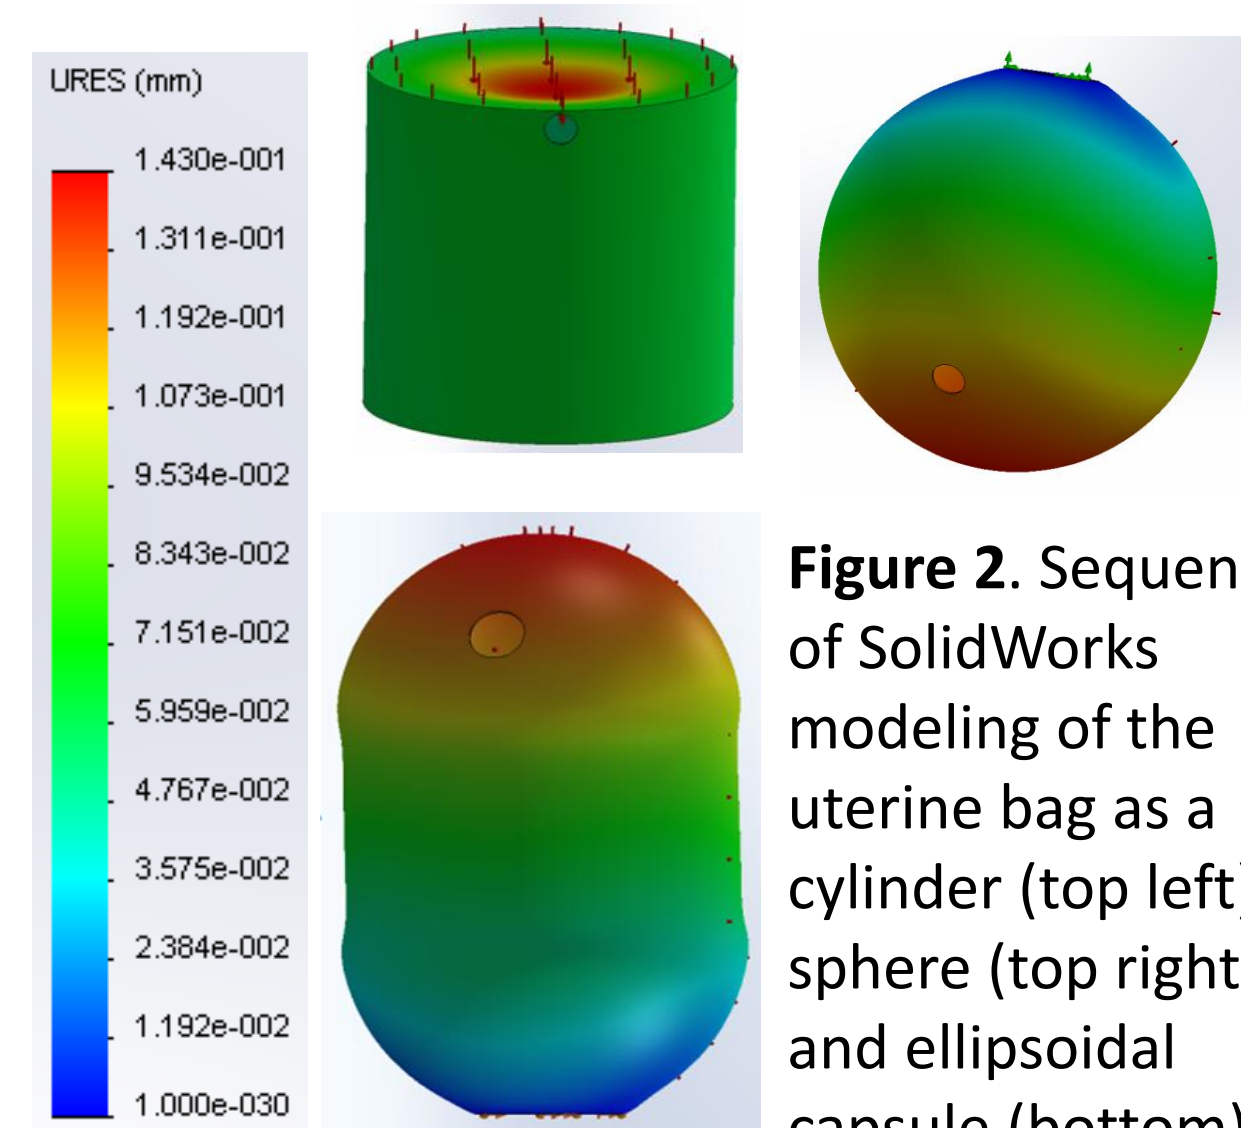 URES (mm)
1.430e-001
1.311e-001
1.192e-001
1.073e-001
9.534e-002
8.343e-002
7.151e-002
5.959e-002
4.767e-002
3.575e-002
2.384e-002
1.192e-002
1.000e-030
Figure 2. Sequen
of SolidWorks
modeling of the
uterine bag as a
cylinder (top left)
sphere (top right
and ellipsoidal
capsule (bottom)